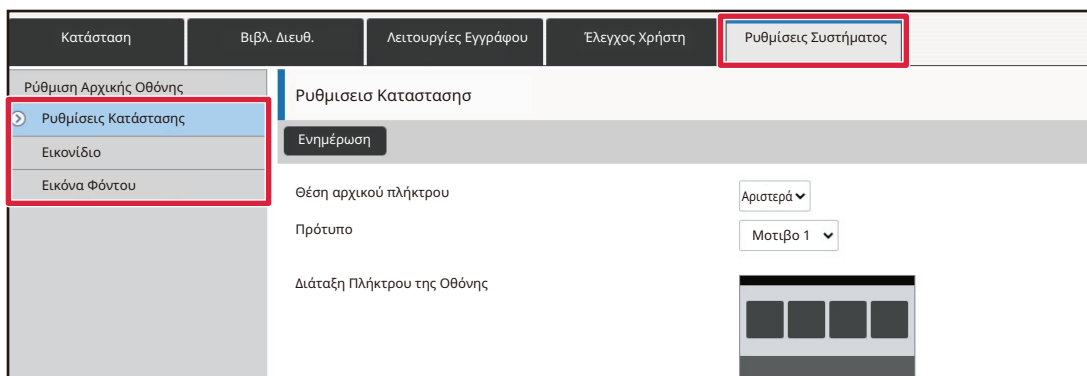 Κατάσταση
Βιβλ. Διευθ.
Λειτουργίες Εγγράφου
Έλεγχος Χρήστη
Ρυθμίσεις Συστήματος
Ρύθμιση Αρχικής Οθόνης
Ρυθμίσεις Κατάστασης
Εικονίδιο
Εικόνα Φόντου
Ρυθμισεισ Καταστασησ
Ενημέρωση
Θέση αρχικού πλήκτρου
Αριστερά
Πρότυπο
Μοτιβο 1
Διάταξη Πλήκτρου της Οθόνης